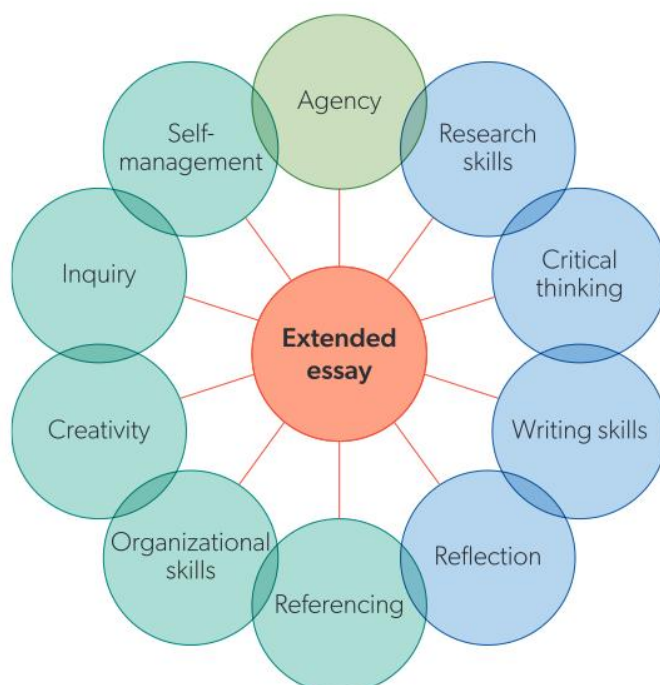 Agency
Research
skills
Critical
thinking
Writing skills
Reflection
Referencing
Organizational
skills
Creativity
Inquiry
Self-
management
Extended
essay